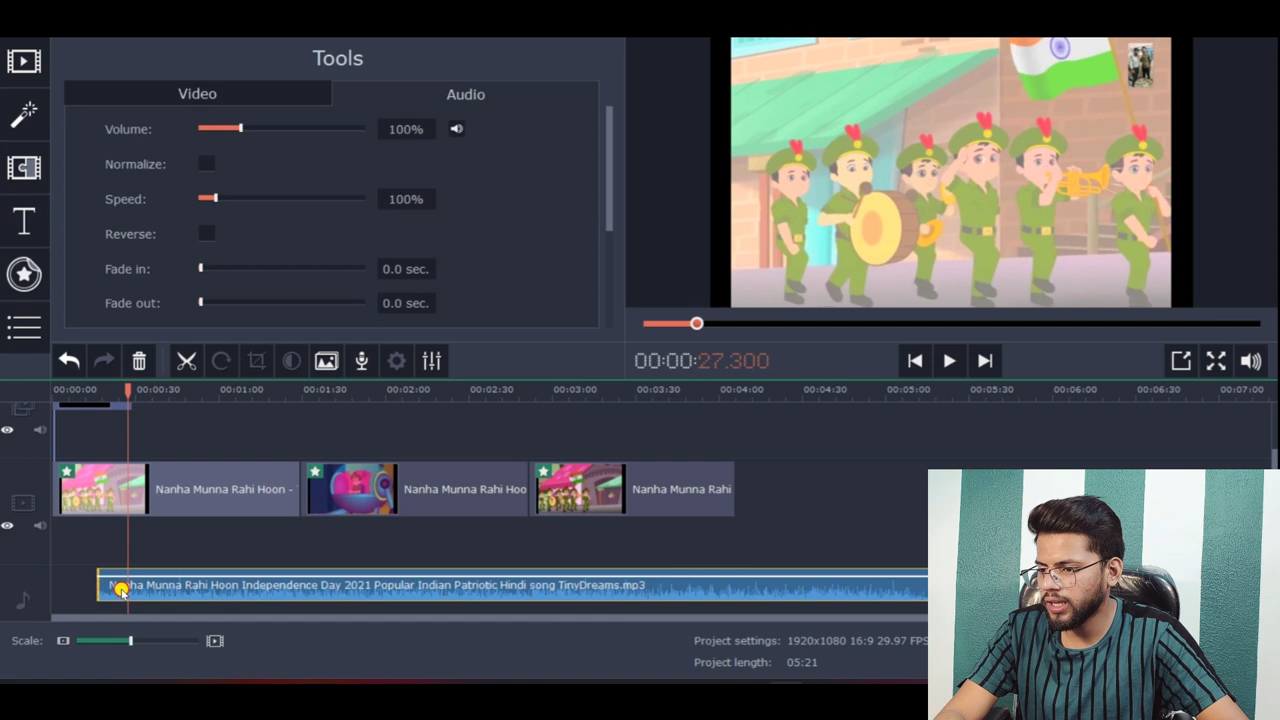 Tools
Video
Audio
Volume:
100%
Normalize:
Speed:
100%
Reverse:
Fade in:
0.0 sec.
Fade out:
0.0 sec.
00:00:27.300
00:00:00 00:00:30 00:01:00 00:01:30 00:02:00 00:02:30 00:03:00 00:03:30 00:04:00 00:04:30 00:05:00 00:05:30 00:06:00 00:06:30 00:07:00
Nanha Munna Rahi Hoon -
Nanha Munna Rahi Hoo
Nanha Munna Rahi
Nanha Munna Rahi Hoon Independence Day 2021 Popular Indian Patriotic Hindi song TinyDreams.mp3
Scale:
Project settings: 1920x1080 16:9 29.97 FPS
Project length: 05:21